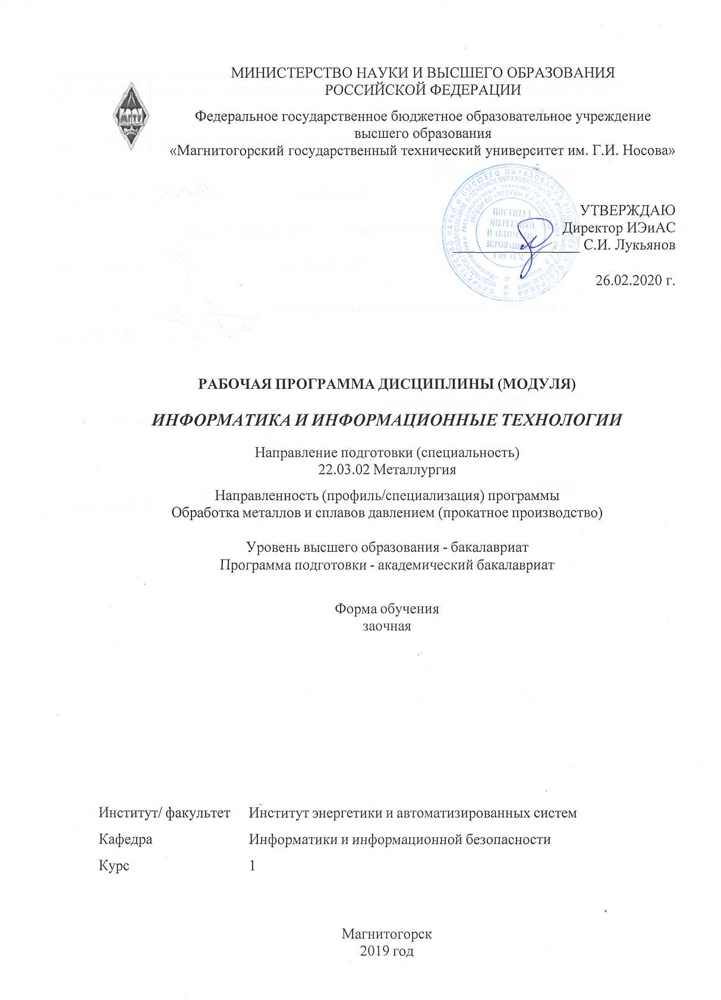 МИНИСТЕРСТВО НАУКИ И ВЫСШЕГО ОБРАЗОВАНИЯ
РОССИЙСКОЙ ФЕДЕРАЦИИ
Федеральное государственное бюджетное образовательное учреждение
высшего образования
«Магнитогорский государственный технический университет им. Г.И. Носова»
МГТУ
ИНСТИТУТ
ЭНЕРГЕТИКИ
И АВТОМАТИ-
ЗИРОВАННЫХ
СИСТЕМ
УТВЕРЖДАЮ
Директор ИЭиАС
С.И. Лукьянов
26.02.2020 г.
РАБОЧАЯ ПРОГРАММА ДИСЦИПЛИНЫ (МОДУЛЯ)
ИНФОРМАТИКА И ИНФОРМАЦИОННЫЕ ТЕХНОЛОГИИ
Направление подготовки (специальность)
22.03.02 Металлургия
Направленность (профиль/специализация) программы
Обработка металлов и сплавов давлением (прокатное производство)
Уровень высшего образования - бакалавриат
Программа подготовки - академический бакалавриат
Форма обучения
заочная
Институт/ факультет Институт энергетики и автоматизированных систем
Кафедра Информатики и информационной безопасности
Курс 1
Магнитогорск
2019 год